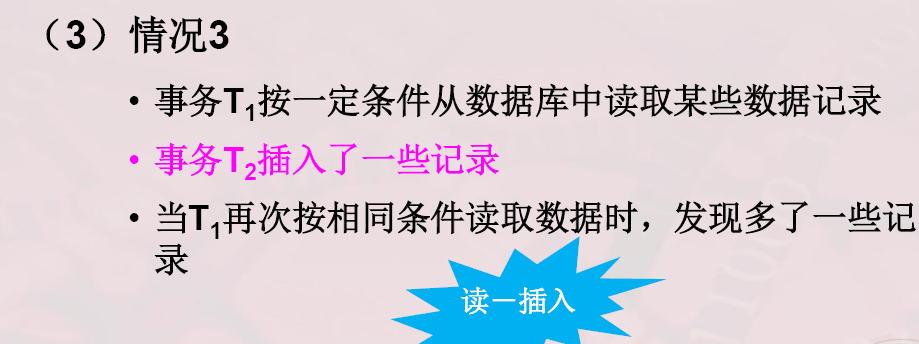 （3）情况3
• 事务T₁按一定条件从数据库中读取某些数据记录
• 事务T₂插入了一些记录
• 当T₁再次按相同条件读取数据时，发现多了一些记
录
读－插入